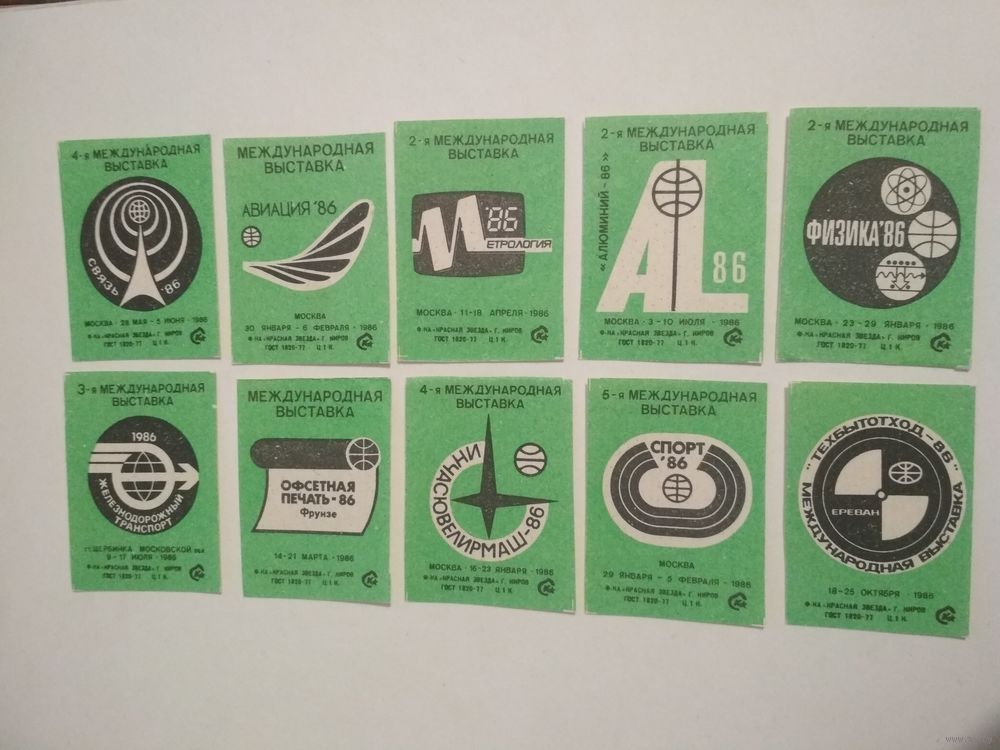 4-я МЕЖДУНАРОДНАЯ
ВЫСТАВКА
СВЯЗЬ '86
МОСКВА · 28 МАЯ - 5 ИЮНЯ · 1986
Ф-КА «КРАСНАЯ ЗВЕЗДА» Г. КИРОВ
ГОСТ 1820-77 Ц. 1 К.
МЕЖДУНАРОДНАЯ
ВЫСТАВКА
АВИАЦИЯ '86
МОСКВА
30 ЯНВАРЯ - 6 ФЕВРАЛЯ · 1986
Ф-КА «КРАСНАЯ ЗВЕЗДА» Г. КИРОВ
ГОСТ 1820-77 Ц. 1 К.
2-я МЕЖДУНАРОДНАЯ
ВЫСТАВКА
'86
МЕТРОЛОГИЯ
МОСКВА · 11-18 АПРЕЛЯ · 1986
Ф-КА «КРАСНАЯ ЗВЕЗДА» Г. КИРОВ
ГОСТ 1820-77 Ц. 1 К.
2-я МЕЖДУНАРОДНАЯ
ВЫСТАВКА
«АЛЮМИНИЙ-86»
AL 86
МОСКВА · 3-10 ИЮЛЯ · 1986
Ф-КА «КРАСНАЯ ЗВЕЗДА» Г. КИРОВ
ГОСТ 1820-77 Ц. 1 К.
2-я МЕЖДУНАРОДНАЯ
ВЫСТАВКА
ФИЗИКА '86
МОСКВА · 23-29 ЯНВАРЯ · 1986
Ф-КА «КРАСНАЯ ЗВЕЗДА» Г. КИРОВ
ГОСТ 1820-77 Ц. 1 К.
3-я МЕЖДУНАРОДНАЯ
ВЫСТАВКА
1986
ЖЕЛЕЗНОДОРОЖНЫЙ
ТРАНСПОРТ
ЩЕРБИНКА МОСКОВСКОЙ ОБЛ
9-17 ИЮЛЯ · 1986
Ф-КА «КРАСНАЯ ЗВЕЗДА» Г. КИРОВ
ГОСТ 1820-77 Ц. 1 К.
МЕЖДУНАРОДНАЯ
ВЫСТАВКА
ОФСЕТНАЯ
ПЕЧАТЬ-86
Фрунзе
14-21 МАРТА · 1986
Ф-КА «КРАСНАЯ ЗВЕЗДА» Г. КИРОВ
ГОСТ 1820-77 Ц. 1 К.
4-я МЕЖДУНАРОДНАЯ
ВЫСТАВКА
ИНЧАСЮВЕЛИРМАШ-86
МОСКВА · 16-23 ЯНВАРЯ · 1986
Ф-КА «КРАСНАЯ ЗВЕЗДА» Г. КИРОВ
ГОСТ 1820-77 Ц. 1 К.
5-я МЕЖДУНАРОДНАЯ
ВЫСТАВКА
СПОРТ
'86
МОСКВА
29 ЯНВАРЯ - 5 ФЕВРАЛЯ · 1986
Ф-КА «КРАСНАЯ ЗВЕЗДА» Г. КИРОВ
ГОСТ 1820-77 Ц. 1 К.
"ТЕХБЫТОТХОД-86"
ЕРЕВАН
МЕЖДУНАРОДНАЯ ВЫСТАВКА
18-25 ОКТЯБРЯ · 1986
Ф-КА «КРАСНАЯ ЗВЕЗДА» Г. КИРОВ
ГОСТ 1820-77 Ц. 1 К.